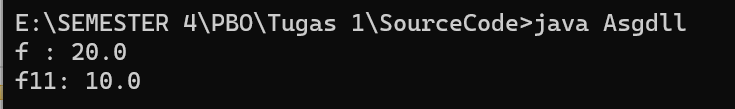 E:\SEMESTER 4\PBO\Tugas 1\SourceCode>java Asgdll
f : 20.0
f11: 10.0